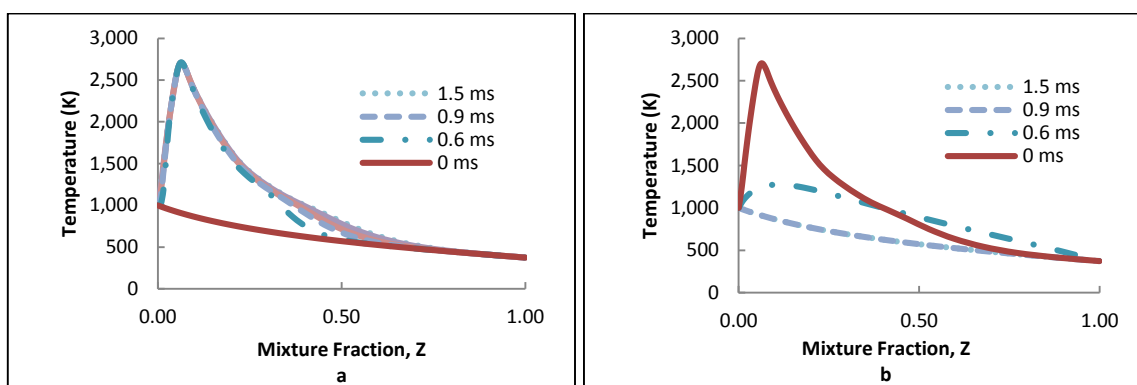 3,000
2,500
2,000
1,500
1,000
500
0
Temperature (K)
1.5 ms
0.9 ms
0.6 ms
0 ms
0.00
0.50
1.00
Mixture Fraction, Z
a
3,000
2,500
2,000
1,500
1,000
500
0
Temperature (K)
1.5 ms
0.9 ms
0.6 ms
0 ms
0.00
0.50
1.00
Mixture Fraction, Z
b